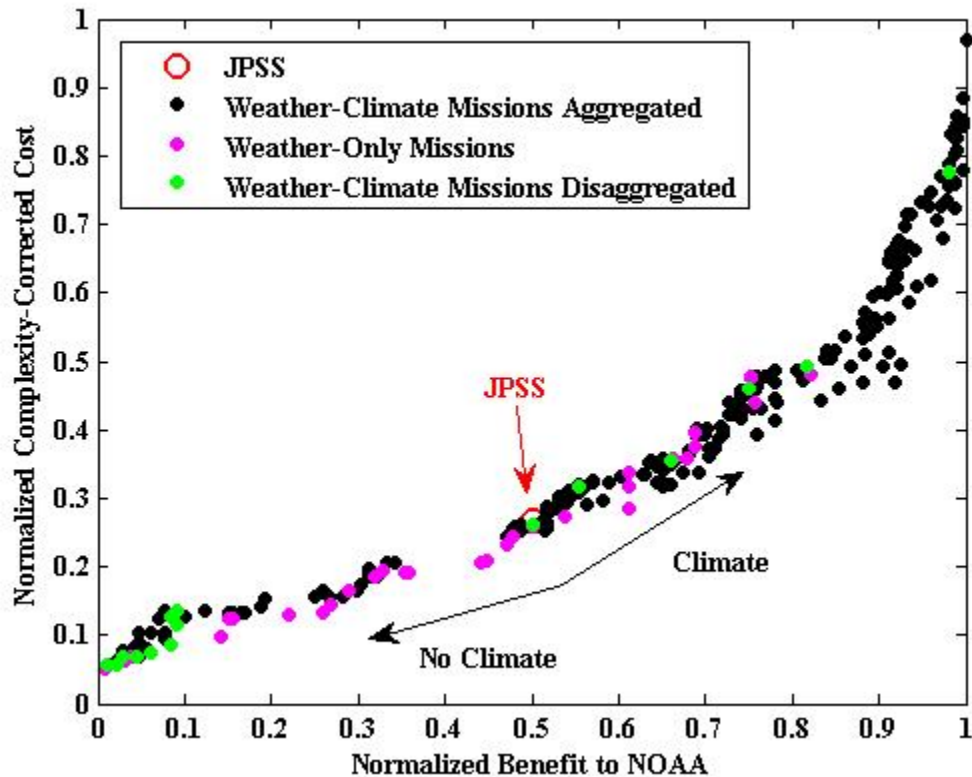 1
0.9
0.8
0.7
0.6
0.5
0.4
0.3
0.2
0.1
0
Normalized Complexity-Corrected Cost
JPSS
Weather-Climate Missions Aggregated
Weather-Only Missions
Weather-Climate Missions Disaggregated
JPSS
Climate
No Climate
0 0.1 0.2 0.3 0.4 0.5 0.6 0.7 0.8 0.9 1
Normalized Benefit to NOAA